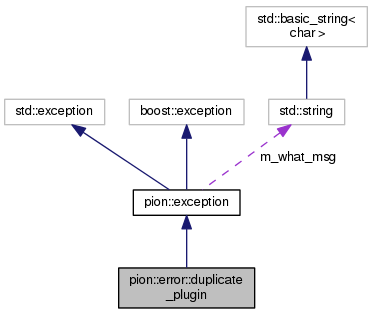 std::basic_string<
char >
std::exception
boost::exception
std::string
m_what_msg
pion::exception
pion::error::duplicate
_plugin